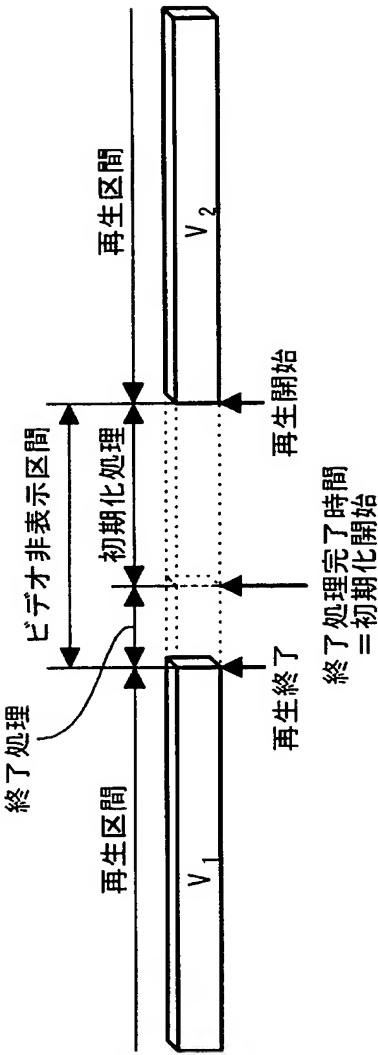 終了処理
ビデオ非表示区間
再生区間
初期化処理
再生区間
V1
V2
再生終了
再生開始
終了処理完了時間
=初期化開始